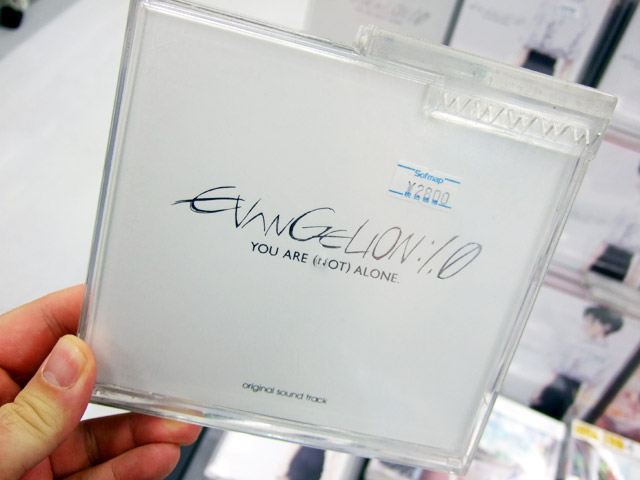 Sofmap
¥2800
EVANGELION:1.0
YOU ARE (NOT) ALONE.
original sound track